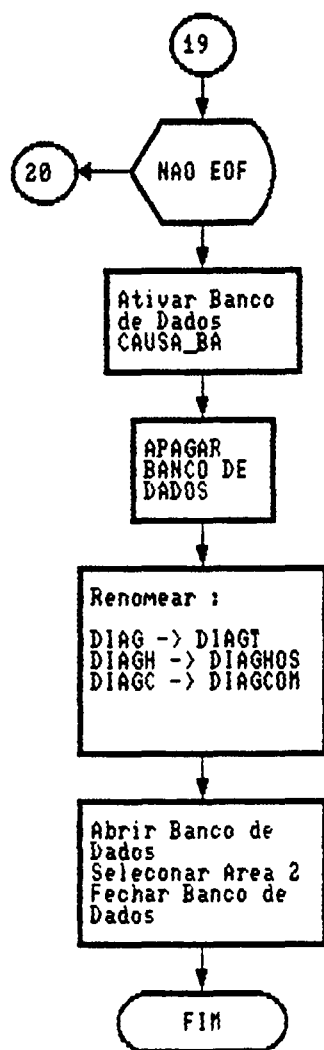 19
20
NAO EOF
Ativar Banco
de Dados
CAUSA_BA
APAGAR
BANCO DE
DADOS
Renomear :
DIAG -> DIAGT
DIAGH -> DIAGHOS
DIAGC -> DIAGCOM
Abrir Banco de
Dados
Seleconar Area 2
Fechar Banco de
Dados
FIM